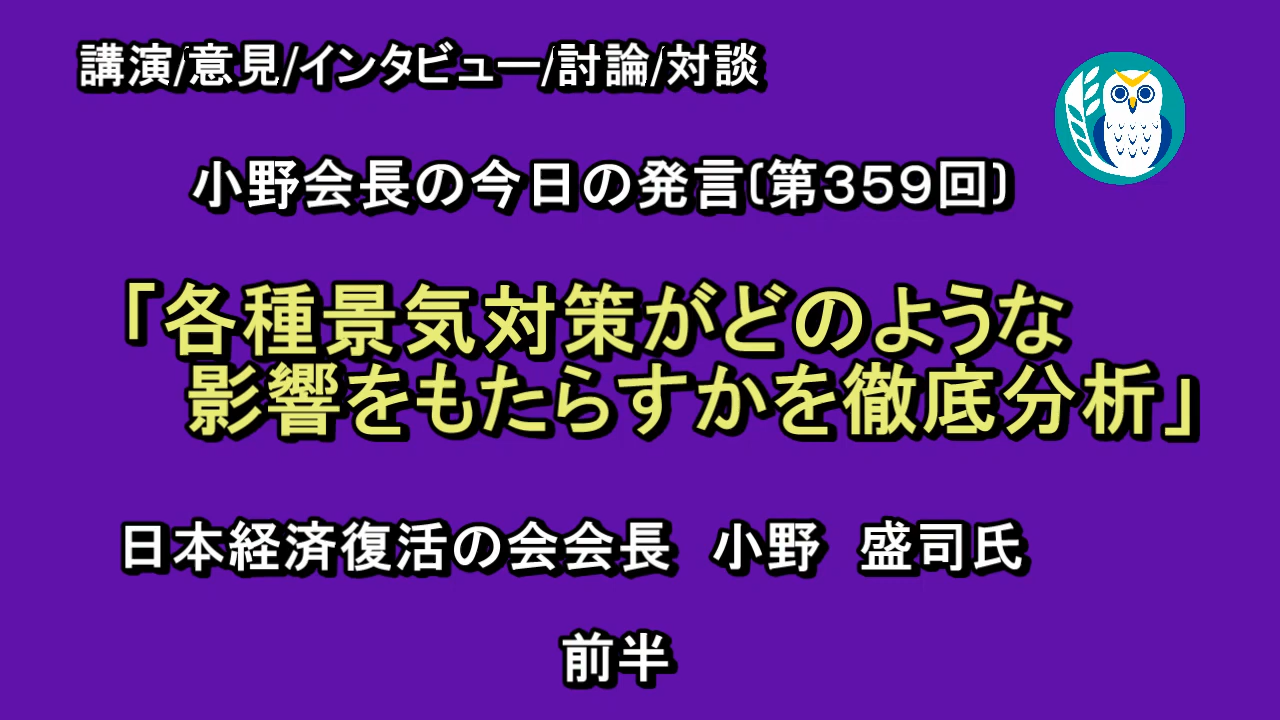 講演/意見/インタビュー/討論/対談
小野会長の今日の発言(第359回)
「各種景気対策がどのような
影響をもたらすかを徹底分析」
日本経済復活の会会長　小野　盛司氏
前半